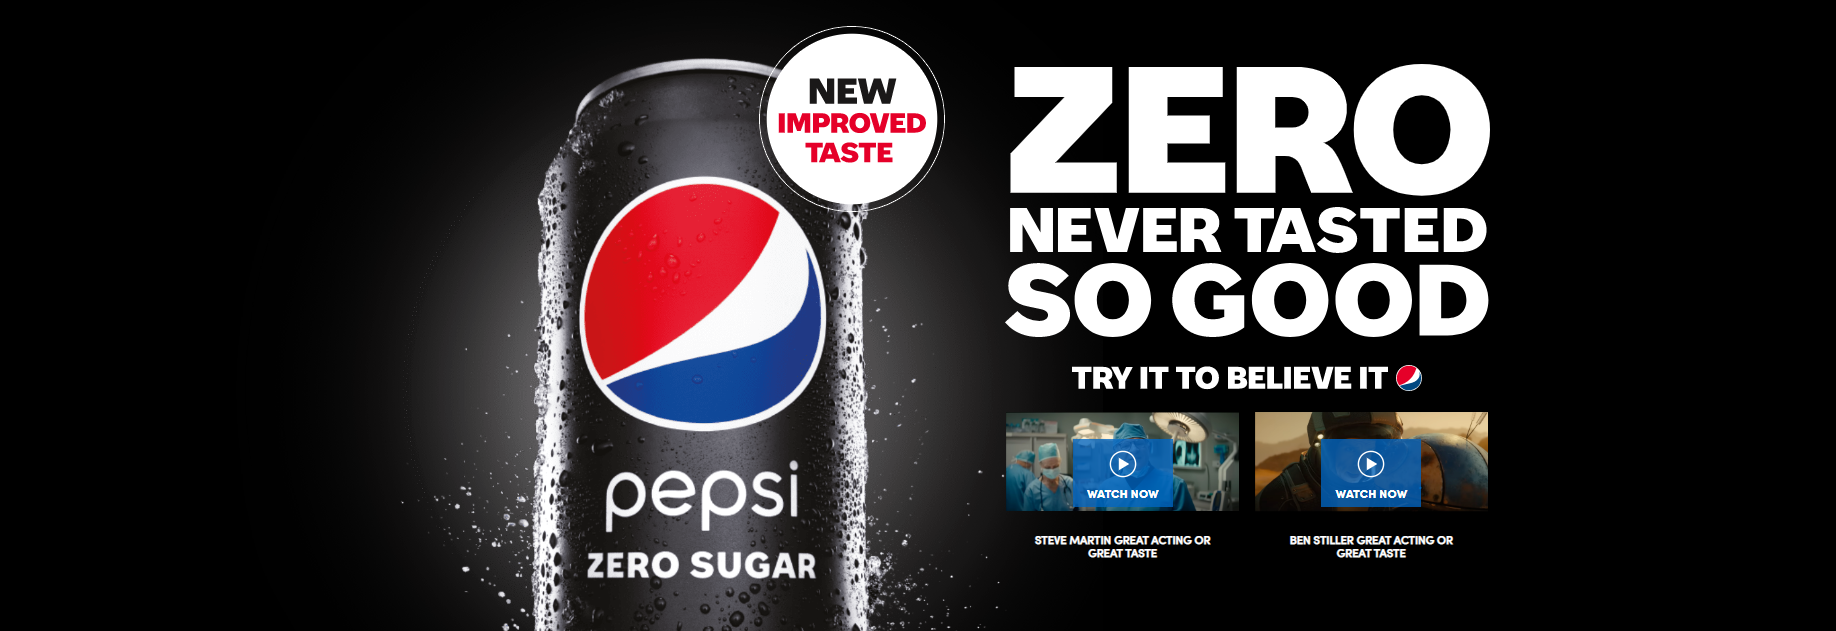 NEW
IMPROVED
TASTE
pepsi
ZERO SUGAR
ZERO
NEVER TASTED
SO GOOD
TRY IT TO BELIEVE IT
WATCH NOW
STEVE MARTIN GREAT ACTING OR
GREAT TASTE
WATCH NOW
BEN STILLER GREAT ACTING OR
GREAT TASTE